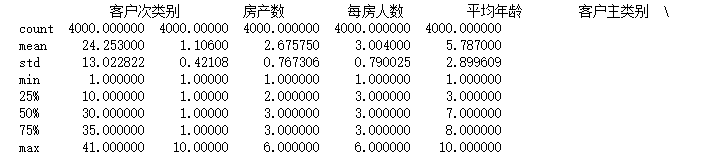 客户次类别 房产数 每房人数 平均年龄 客户主类别 \
count 4000.000000 4000.00000 4000.000000 4000.000000 4000.000000
mean 24.253000 1.10600 2.675750 3.004000 5.787000
std 13.022822 0.42108 0.767306 0.790025 2.899609
min 1.000000 1.00000 1.000000 1.000000 1.000000
25% 10.000000 1.00000 2.000000 3.000000 3.000000
50% 30.000000 1.00000 3.000000 3.000000 7.000000
75% 35.000000 1.00000 3.000000 3.000000 8.000000
max 41.000000 10.00000 6.000000 6.000000 10.000000